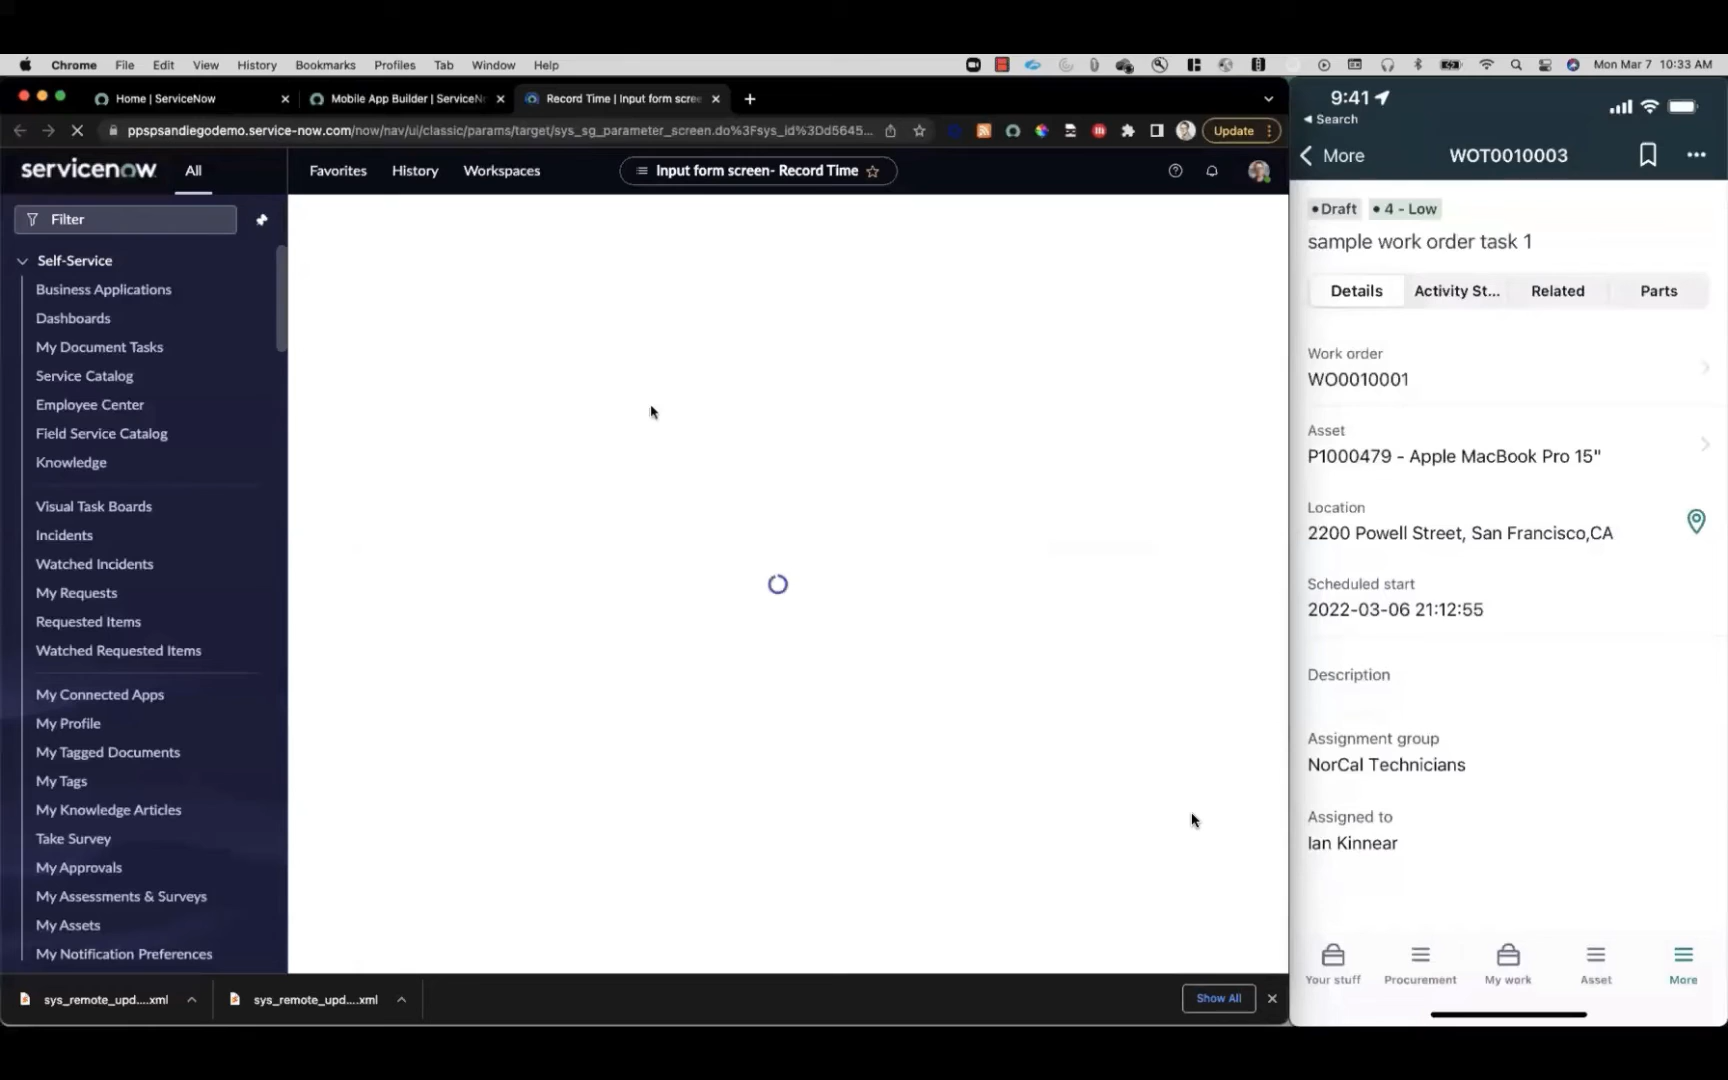 Chrome File Edit View History Bookmarks Profiles Tab Window Help Mon Mar 7 10:33 AM
Home | ServiceNow
Mobile App Builder | ServiceN
Record Time | Input form scree
ppspsandiegodemo.service-now.com/now/nav/ui/classic/params/target/sys_sg_parameter_screen.do%3Fsys_id%3Dd5645...
Update
servicenow All Favorites History Workspaces Input form screen- Record Time
Filter
Self-Service
Business Applications
Dashboards
My Document Tasks
Service Catalog
Employee Center
Field Service Catalog
Knowledge
Visual Task Boards
Incidents
Watched Incidents
My Requests
Requested Items
Watched Requested Items
My Connected Apps
My Profile
My Tagged Documents
My Tags
My Knowledge Articles
Take Survey
My Approvals
My Assessments & Surveys
My Assets
My Notification Preferences
sys_remote_upd....xml
sys_remote_upd....xml
Show All
9:41
Search
More WOT0010003
Draft 4 - Low
sample work order task 1
Details Activity St... Related Parts
Work order
WO0010001
Asset
P1000479 - Apple MacBook Pro 15"
Location
2200 Powell Street, San Francisco,CA
Scheduled start
2022-03-06 21:12:55
Description
Assignment group
NorCal Technicians
Assigned to
Ian Kinnear
Your stuff Procurement My work Asset More